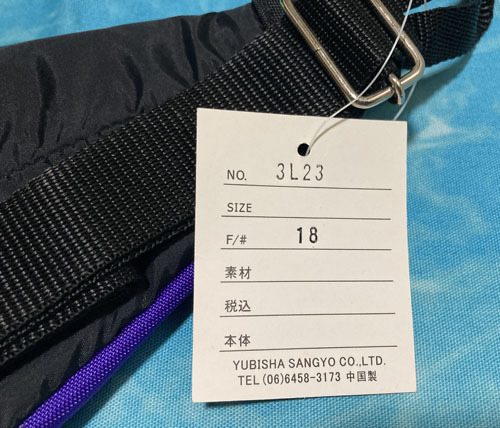 NO. 3L23
SIZE
F/# 18
素材
税込
本体
YUBISHA SANGYO CO.,LTD.
TEL (06)6458-3173 中国製